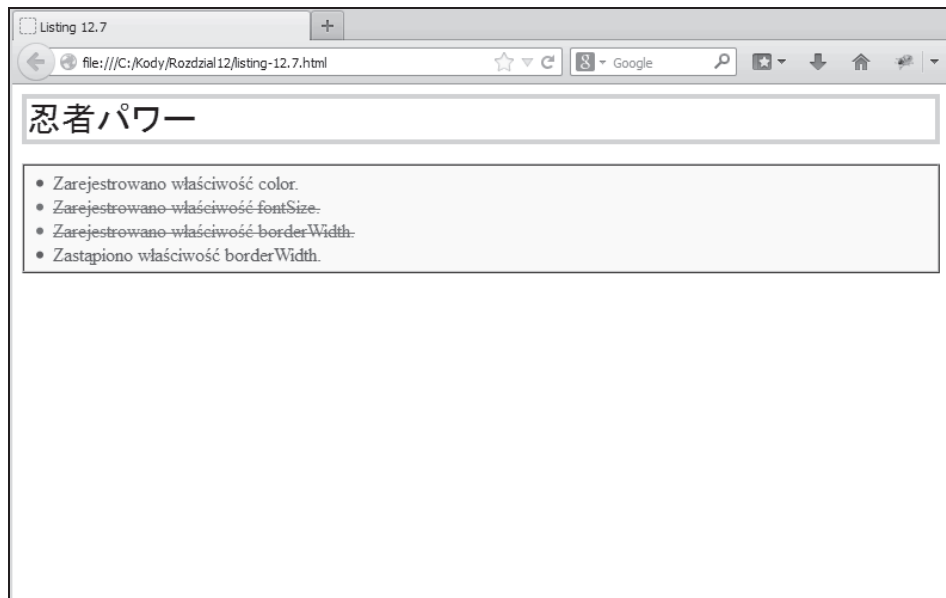 Listing 12.7
file:///C:/Kody/Rozdzial12/listing-12.7.html
Google
忍者パワー
Zarejestrowano właściwość color.
Zarejestrowano właściwość fontSize.
Zarejestrowano właściwość borderWidth.
Zastąpiono właściwość borderWidth.